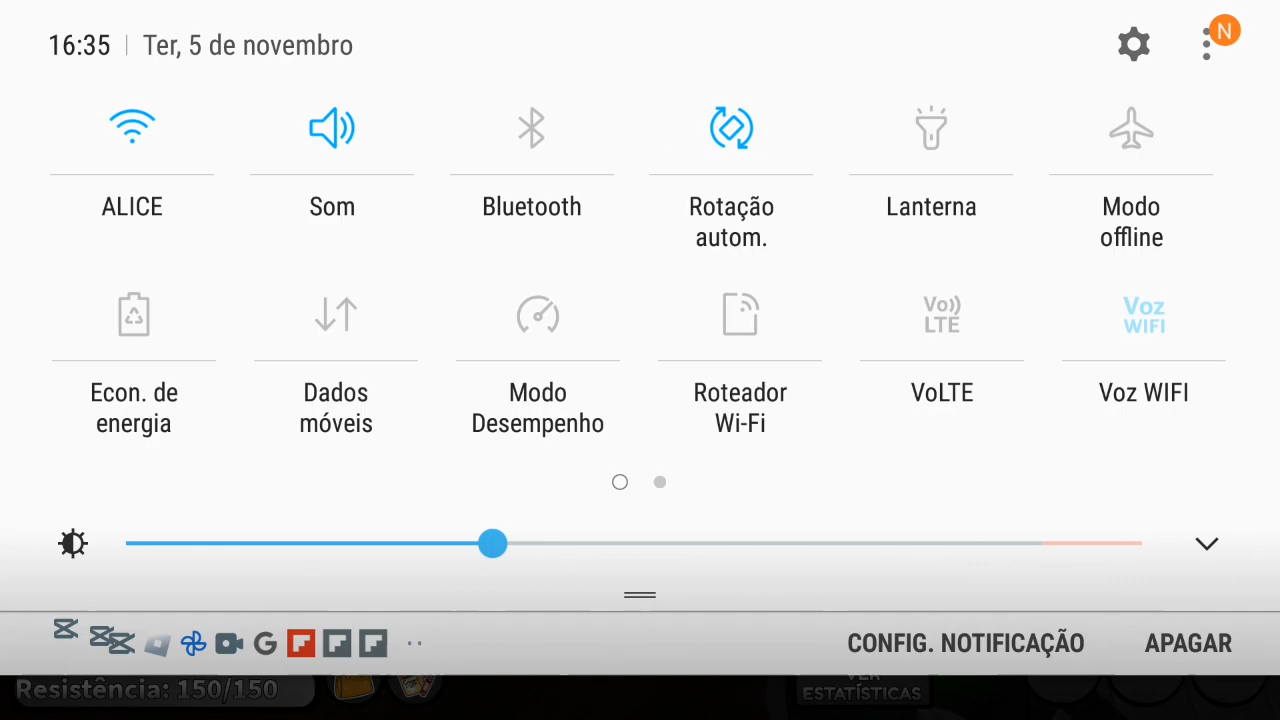 16:35 Ter, 5 de novembro
N
ALICE
Som
Bluetooth
Rotação
autom.
Lanterna
Modo
offline
Econ. de
energia
Dados
móveis
Modo
Desempenho
Roteador
Wi-Fi
Vo))
LTE
VoLTE
Voz
WIFI
Voz WIFI
G
CONFIG. NOTIFICAÇÃO
APAGAR
Resistência: 150/150
VER
ESTATÍSTICAS